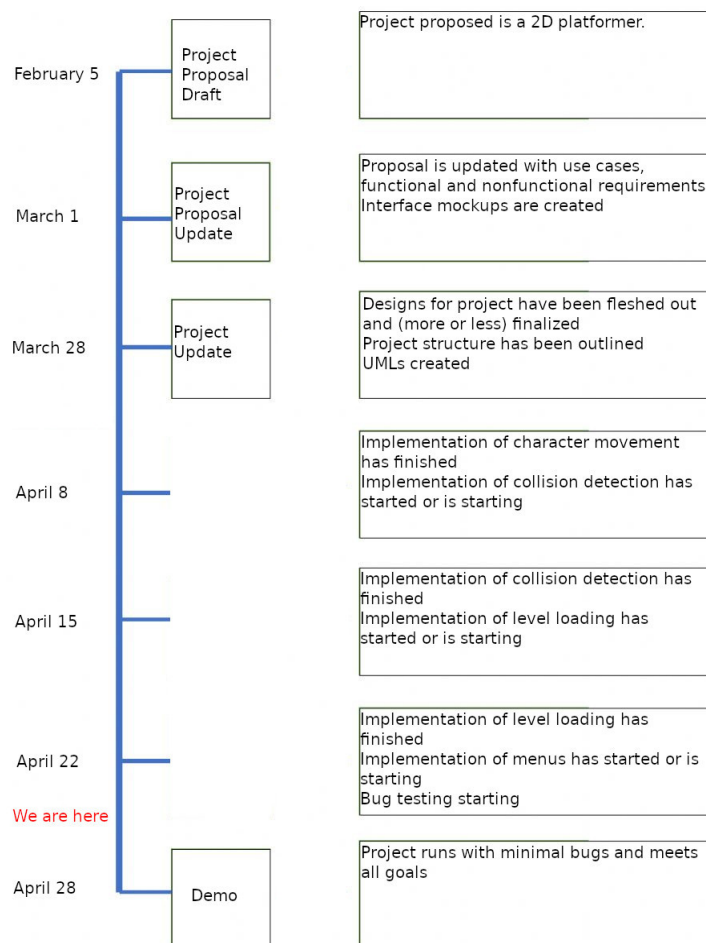 February 5
Project
Proposal
Draft
Project proposed is a 2D platformer.
March 1
Project
Proposal
Update
Proposal is updated with use cases,
functional and nonfunctional requirements
Interface mockups are created
March 28
Project
Update
Designs for project have been fleshed out
and (more or less) finalized
Project structure has been outlined
UMLs created
April 8
Implementation of character movement
has finished
Implementation of collision detection has
started or is starting
April 15
Implementation of collision detection has
finished
Implementation of level loading has
started or is starting
April 22
Implementation of level loading has
finished
Implementation of menus has started or is
starting
Bug testing starting
We are here
April 28
Demo
Project runs with minimal bugs and meets
all goals